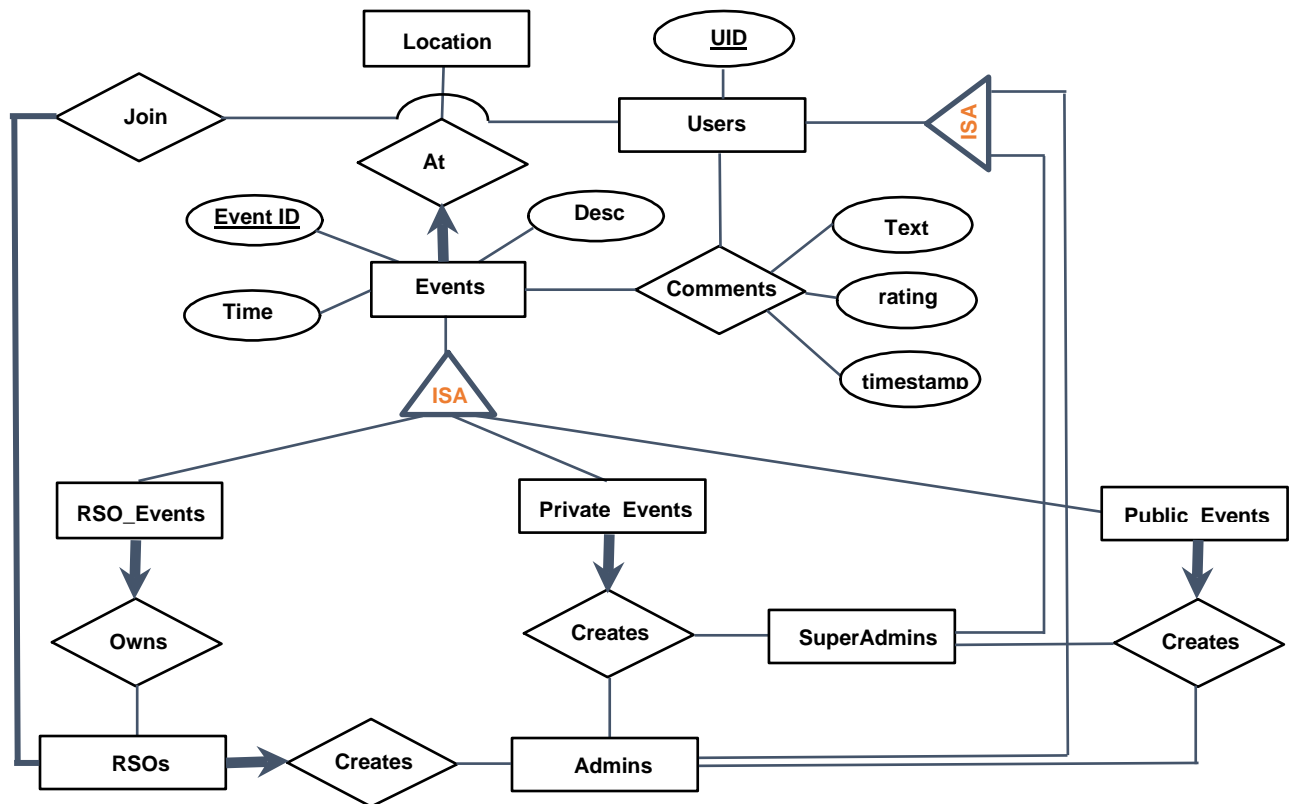 Location
UID
Join
Users
ISA
At
Event ID
Desc
Text
Events
Comments
rating
Time
timestamp
ISA
RSO_Events
Private Events
Public Events
Owns
Creates
SuperAdmins
Creates
RSOs
Creates
Admins